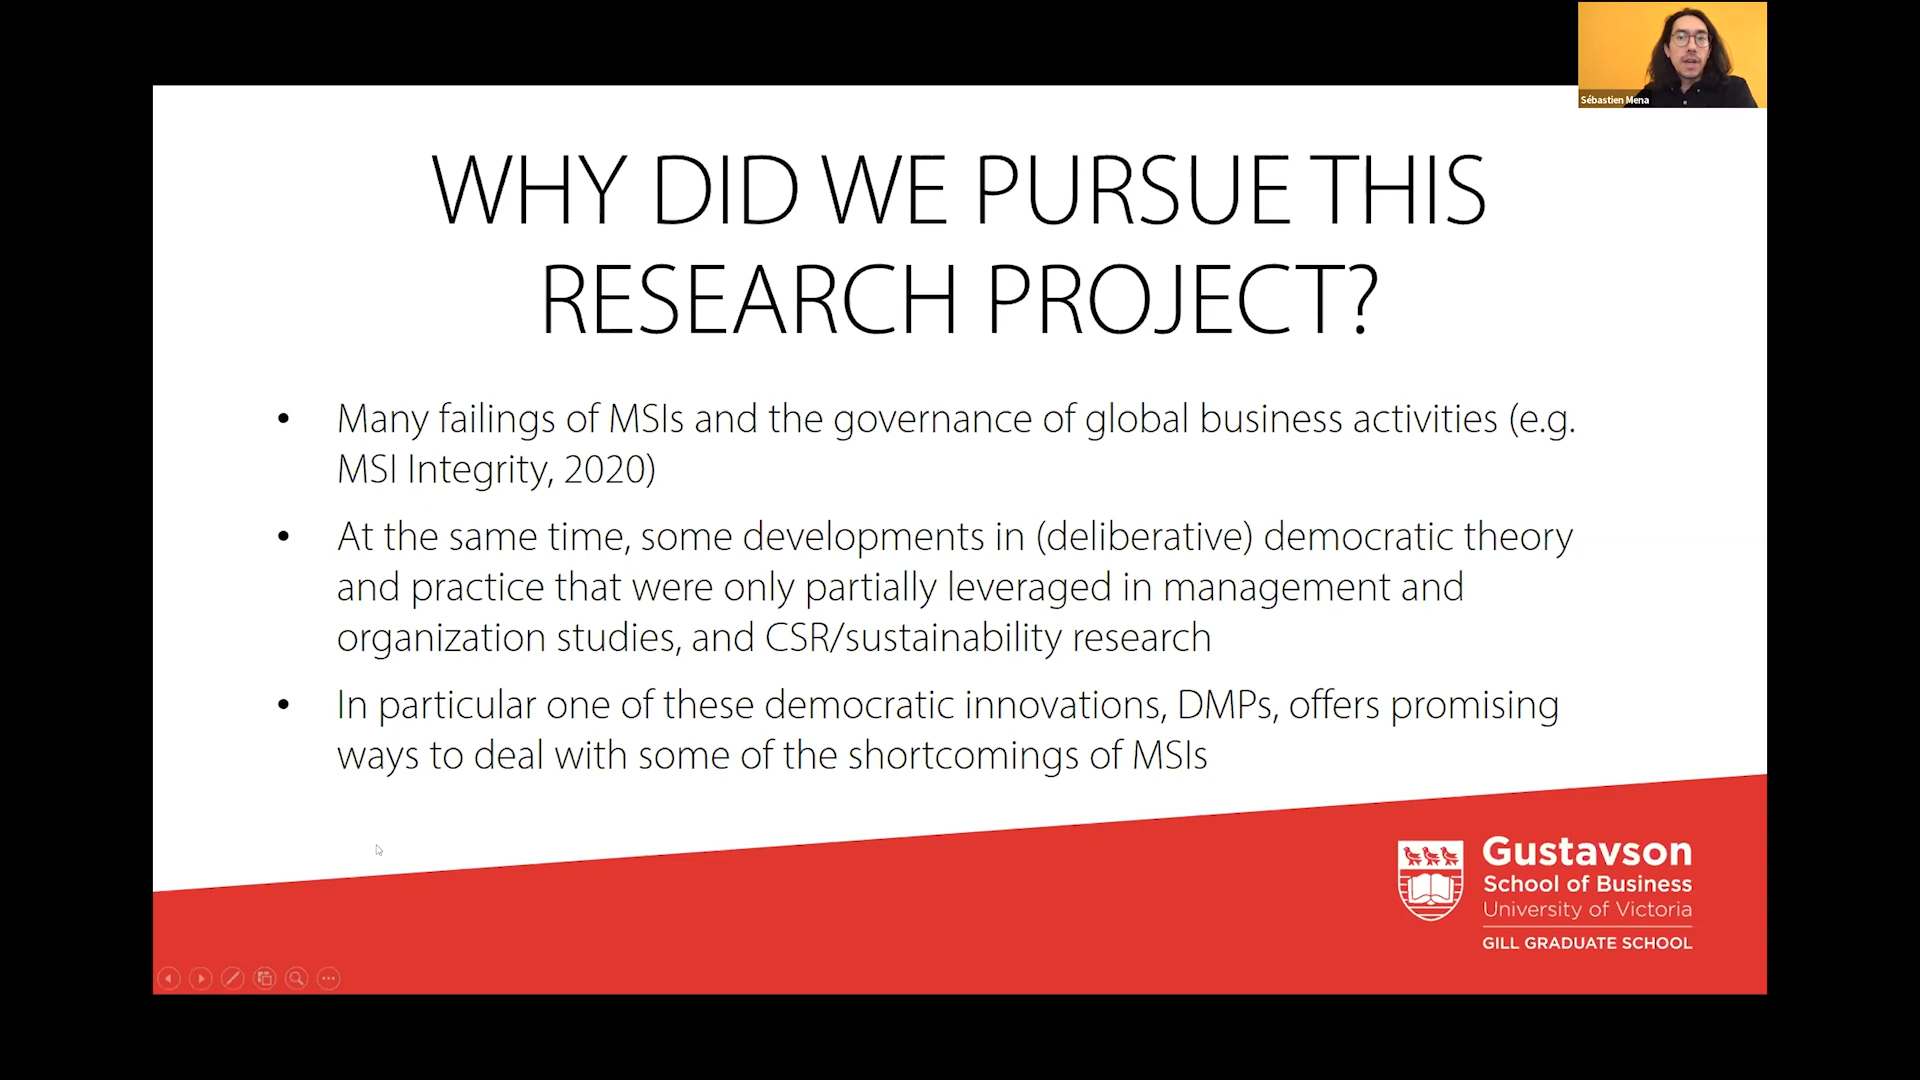 Sébastien Mena
WHY DID WE PURSUE THIS
RESEARCH PROJECT?
• Many failings of MSIs and the governance of global business activities (e.g.
MSI Integrity, 2020)
• At the same time, some developments in (deliberative) democratic theory
and practice that were only partially leveraged in management and
organization studies, and CSR/sustainability research
• In particular one of these democratic innovations, DMPs, offers promising
ways to deal with some of the shortcomings of MSIs
Gustavson
School of Business
University of Victoria
GILL GRADUATE SCHOOL